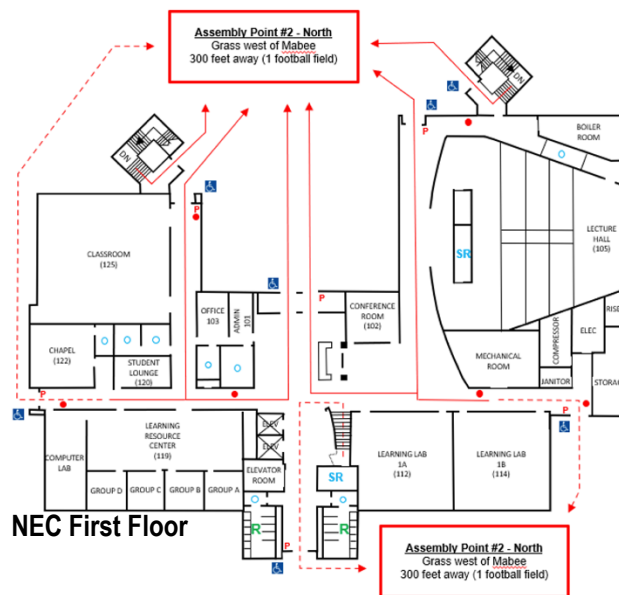 Assembly Point #2 - North
Grass west of Mabee
300 feet away (1 football field)
DN
DN
P
BOILER
ROOM
P
CLASSROOM
(125)
SR
LECTURE
HALL
(105)
OFFICE
103
ADMIN
101
P
CONFERENCE
ROOM
(102)
COMPRESSOR
ELEC
RISE
CHAPEL
(122)
STUDENT
LOUNGE
(120)
MECHANICAL
ROOM
JANITOR
STORAG
P
P
LEARNING
RESOURCE
CENTER
(119)
ELEV
ELEV
COMPUTER
LAB
GROUP D
GROUP C
GROUP B
GROUP A
ELEVATOR
ROOM
SR
LEARNING LAB
1A
(112)
LEARNING LAB
1B
(114)
NEC First Floor
R
R
P
Assembly Point #2 - North
Grass west of Mabee
300 feet away (1 football field)